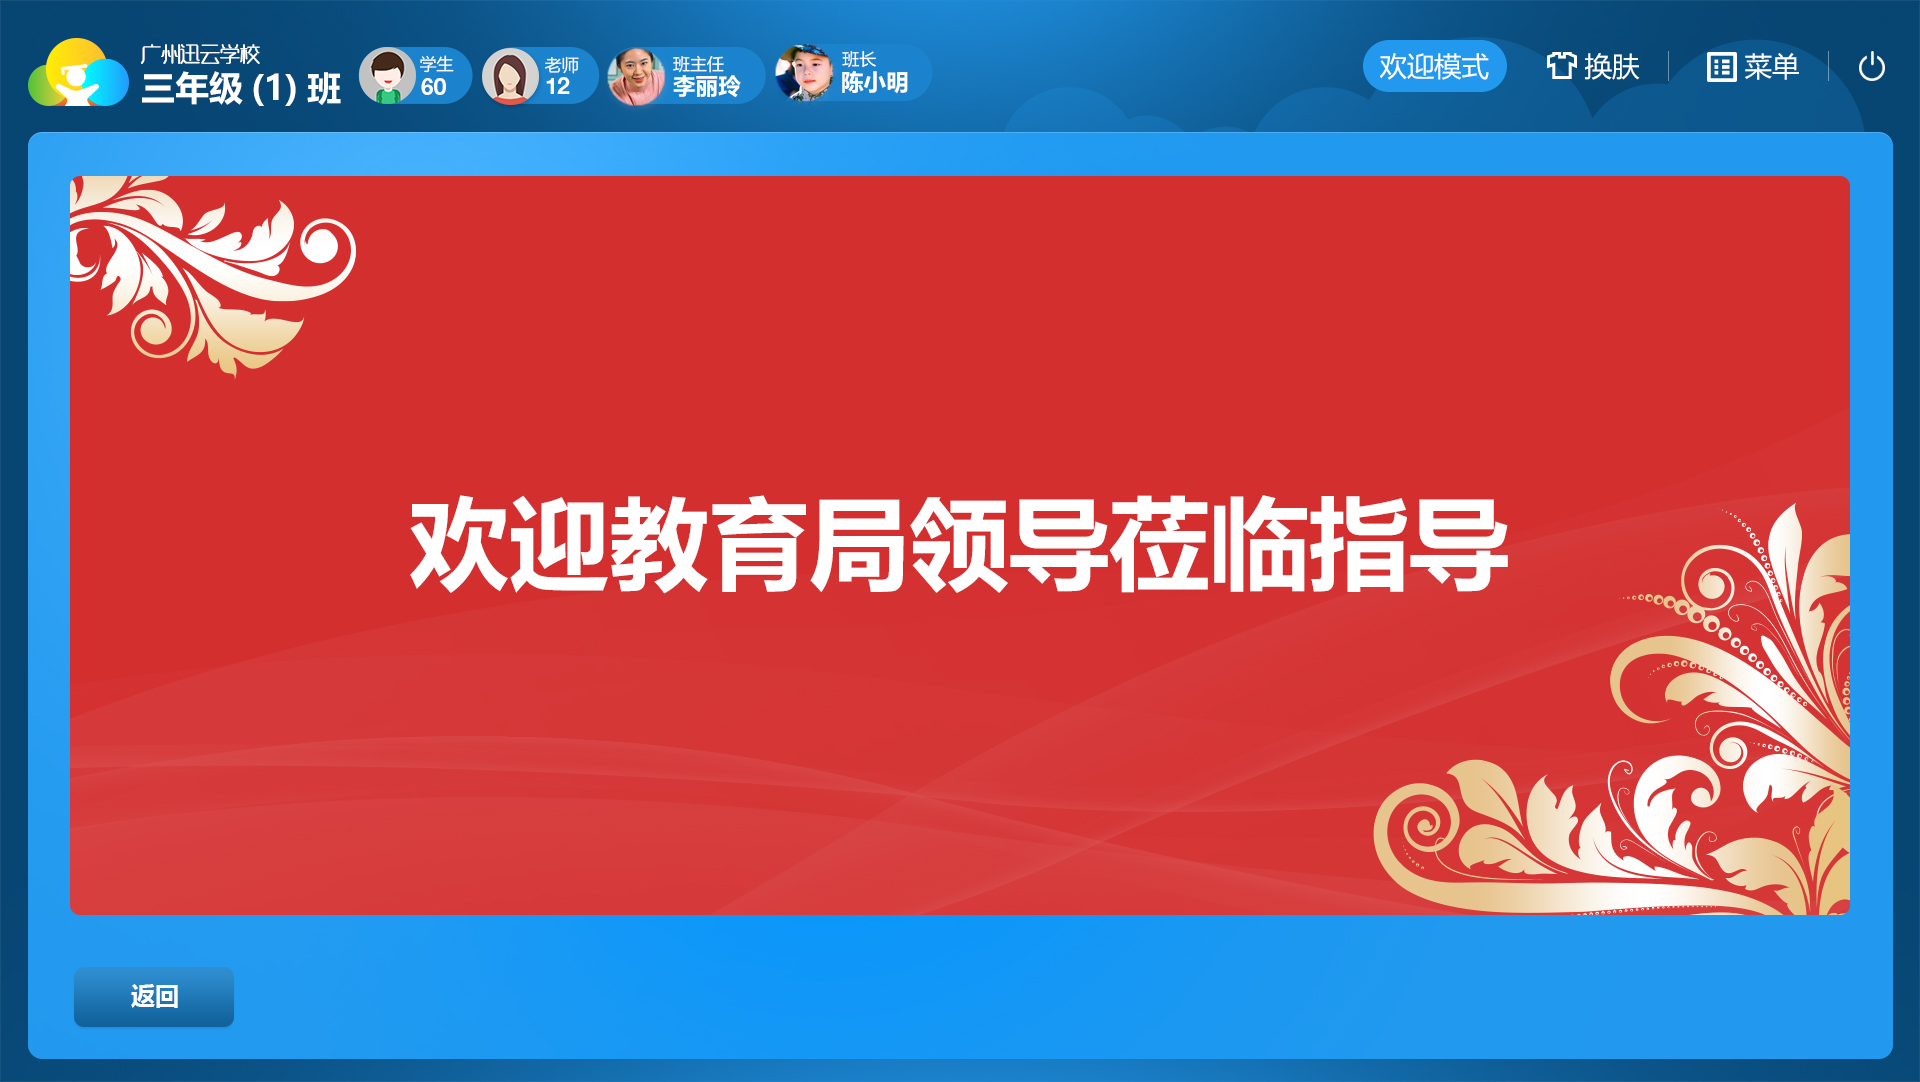 广州迅云学校
三年级 (1) 班
学生
60
老师
12
班主任
李丽玲
班长
陈小明
欢迎模式
换肤
菜单
欢迎教育局领导莅临指导
返回